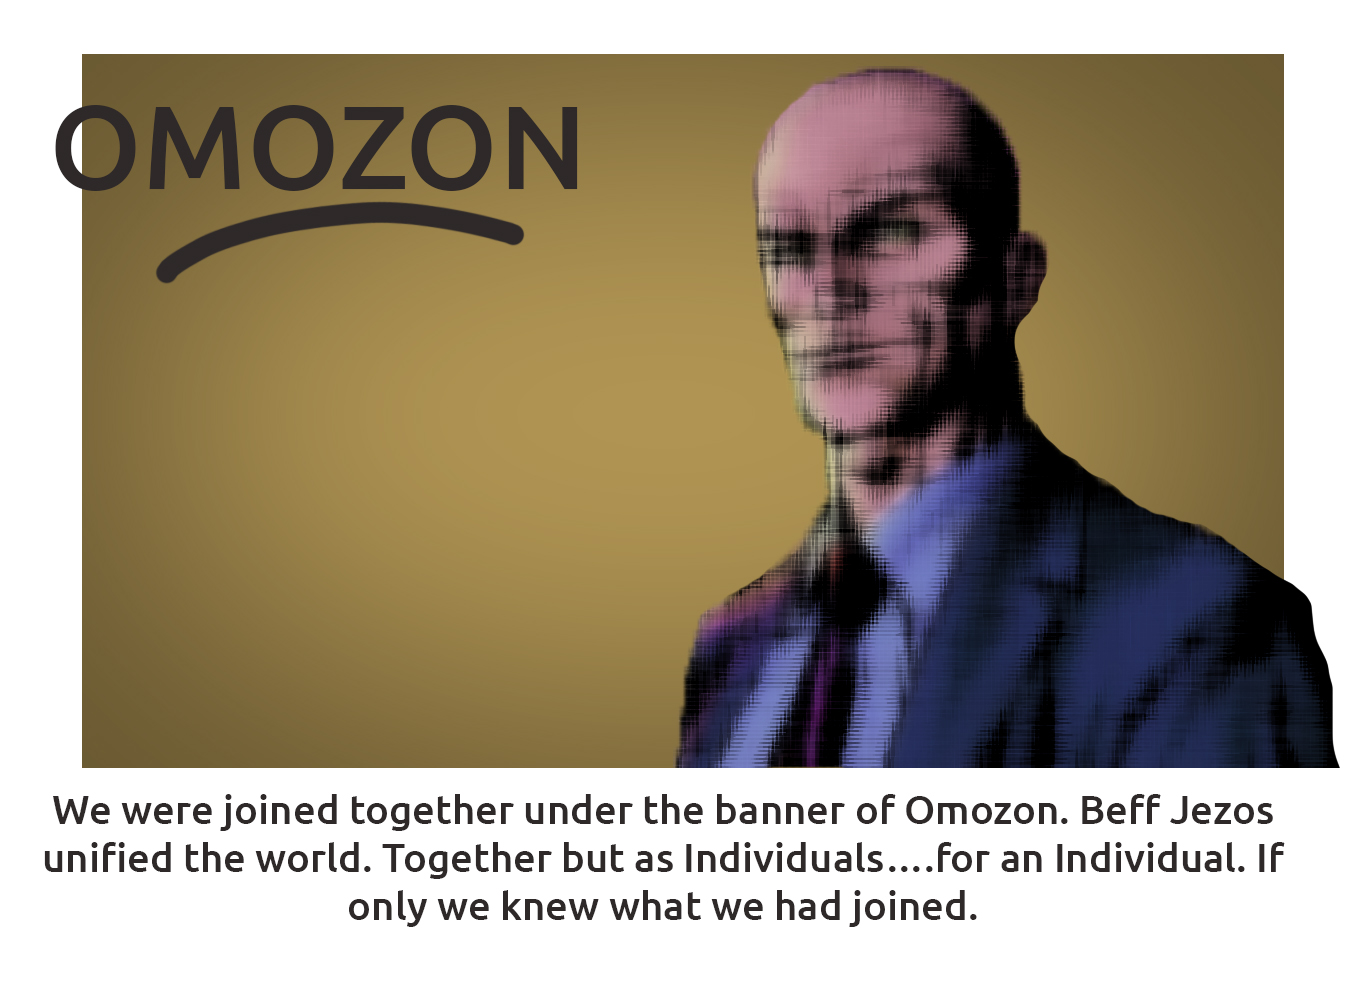 OMOZON
We were joined together under the banner of Omozon. Beff Jezos
unified the world. Together but as Individuals....for an Individual. If
only we knew what we had joined.